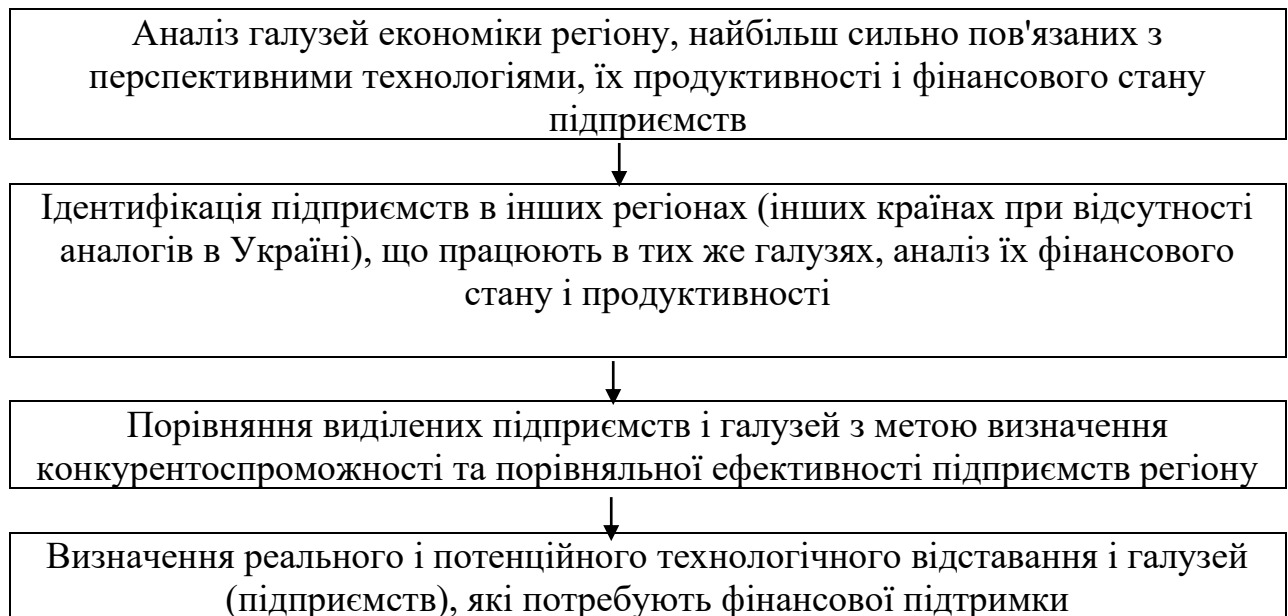 Аналіз галузей економіки регіону, найбільш сильно пов'язаних з
перспективними технологіями, їх продуктивності і фінансового стану
підприємств
Ідентифікація підприємств в інших регіонах (інших країнах при відсутності
аналогів в Україні), що працюють в тих же галузях, аналіз їх фінансового
стану і продуктивності
Порівняння виділених підприємств і галузей з метою визначення
конкурентоспроможності та порівняльної ефективності підприємств регіону
Визначення реального і потенційного технологічного відставання і галузей
(підприємств), які потребують фінансової підтримки